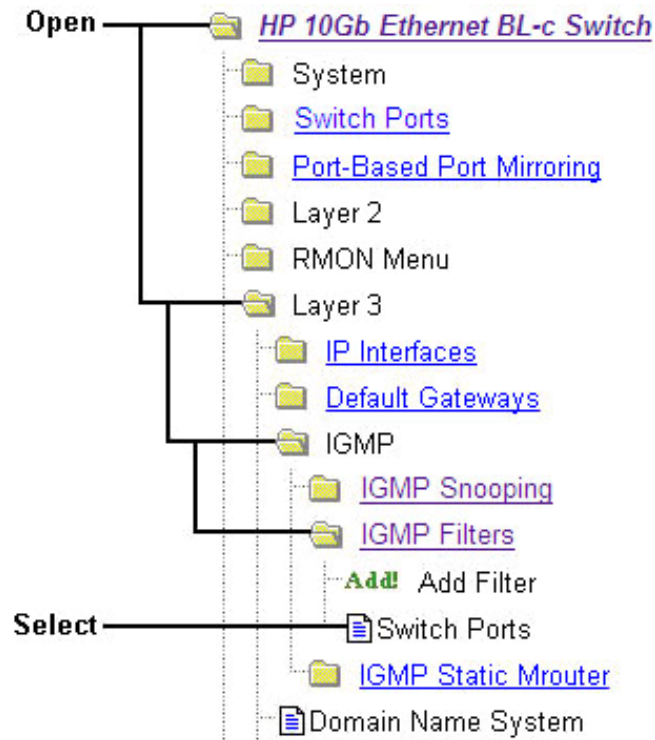 Open HP 10Gb Ethernet BL-c Switch
System
Switch Ports
Port-Based Port Mirroring
Layer 2
RMON Menu
Layer 3
IP Interfaces
Default Gateways
IGMP
IGMP Snooping
IGMP Filters
Add! Add Filter
Select Switch Ports
IGMP Static Mrouter
Domain Name System